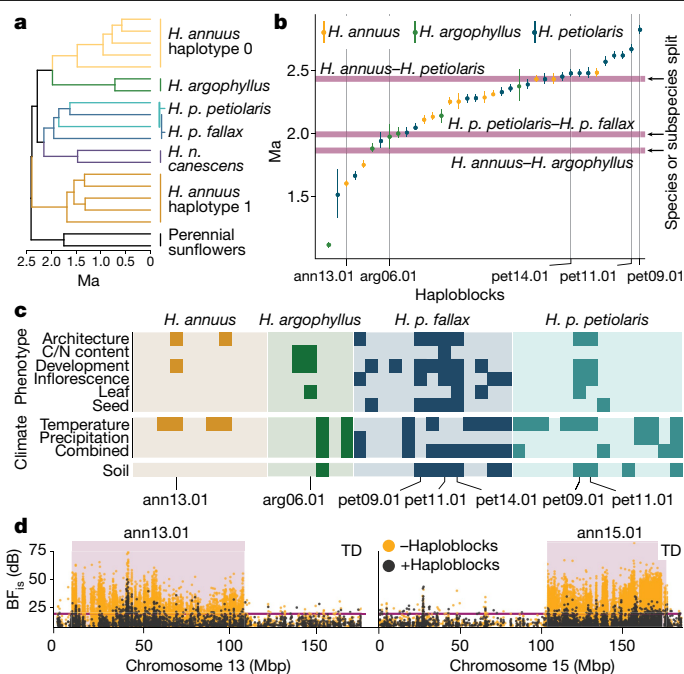 a
H. annuus
haplotype 0
H. argophyllus
H. p. petiolaris
H. p. fallax
H. n.
canescens
H. annuus
haplotype 1
Perennial
sunflowers
2.5 2.0 1.5 1.0 0.5 0
Ma
b
H. annuus H. argophyllus H. petiolaris
2.5
2.0
1.5
Ma
H. annuus–H. petiolaris
H. p. petiolaris–H. p. fallax
H. annuus–H. argophyllus
Species or subspecies split
ann13.01 arg06.01 pet14.01 pet11.01 pet09.01
Haploblocks
c
H. annuus H. argophyllus H. p. fallax H. p. petiolaris
Phenotype
Architecture
C/N content
Development
Inflorescence
Leaf
Seed
Climate
Temperature
Precipitation
Combined
Soil
ann13.01 arg06.01 pet09.01 pet11.01 pet14.01 pet09.01 pet11.01
d
ann13.01 ann15.01
TD TD
–Haploblocks
+Haploblocks
BFis (dB)
75
50
25
0 50 100 150 0 50 100 150
Chromosome 13 (Mbp) Chromosome 15 (Mbp)